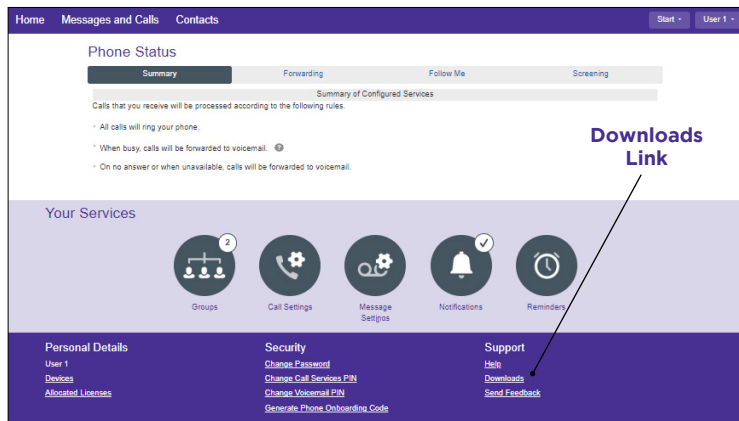 Home Messages and Calls Contacts Start User 1
Phone Status
Summary Forwarding Follow Me Screening
Summary of Configured Services
Calls that you receive will be processed according to the following rules.
All calls will ring your phone.
When busy, calls will be forwarded to voicemail. ?
On no answer or when unavailable, calls will be forwarded to voicemail.
Downloads
Link
Your Services
2
Groups Call Settings Message Notifications Reminders
Settings
Personal Details Security Support
User 1 Change Password Help
Devices Change Call Services PIN Downloads
Allocated Licenses Change Voicemail PIN Send Feedback
Generate Phone Onboarding Code